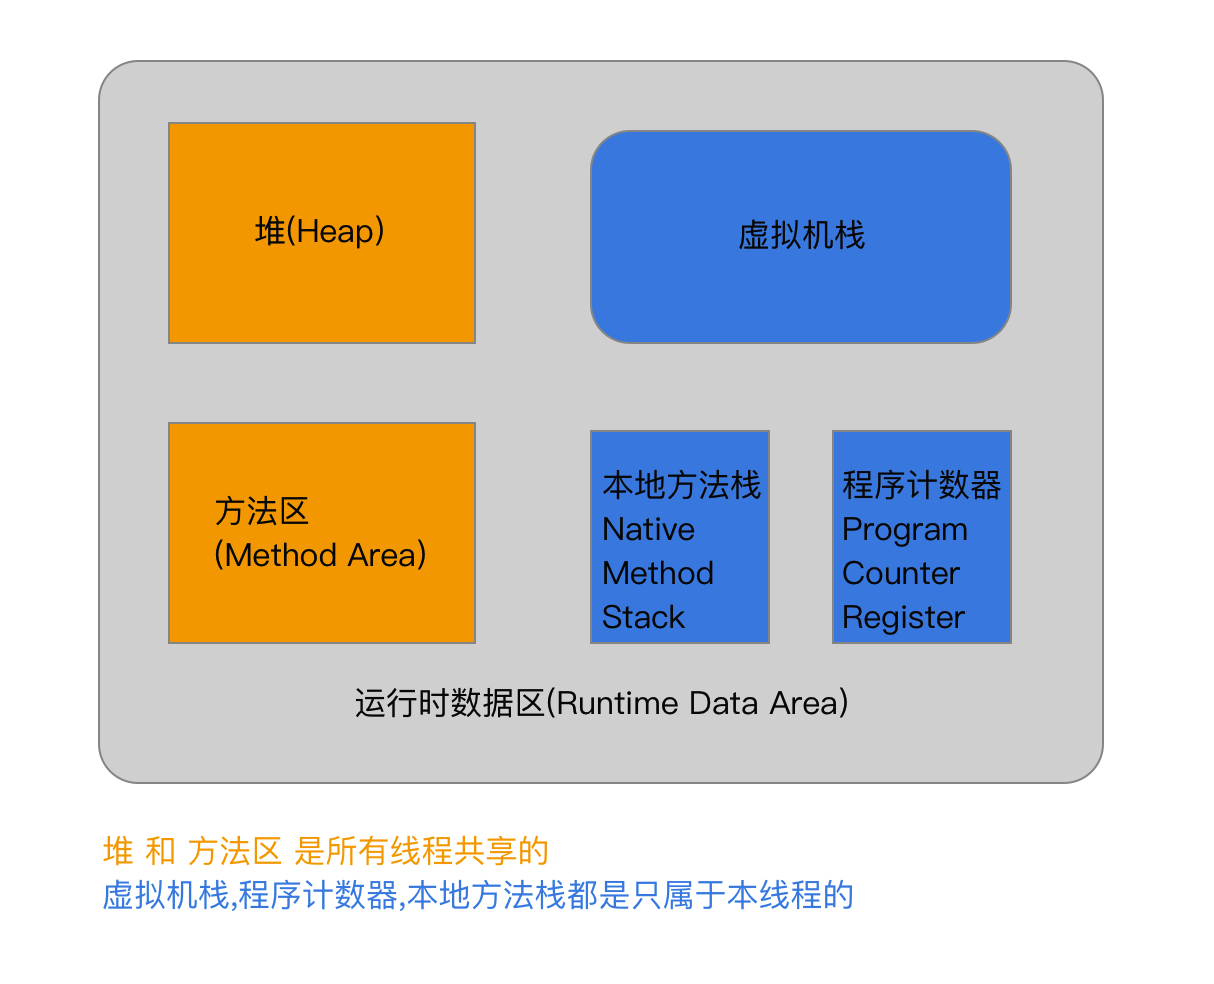 堆(Heap)
虚拟机栈
方法区
(Method Area)
本地方法栈
Native
Method
Stack
程序计数器
Program
Counter
Register
运行时数据区(Runtime Data Area)
堆 和 方法区 是所有线程共享的
虚拟机栈,程序计数器,本地方法栈都是只属于本线程的